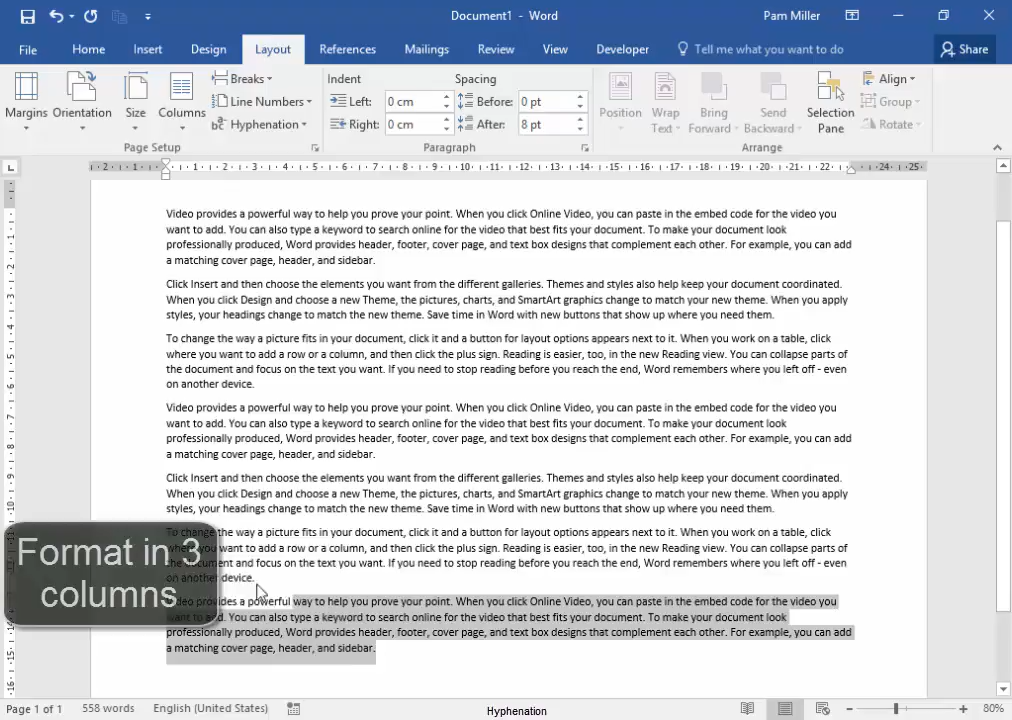 Document1 - Word
Pam Miller
File Home Insert Design Layout References Mailings Review View Developer Tell me what you want to do Share
Margins Orientation Size Columns
Breaks
Line Numbers
Hyphenation
Page Setup
Indent Spacing
Left: 0 cm Before: 0 pt
Right: 0 cm After: 8 pt
Paragraph
Position Wrap Text Bring Forward Send Backward Selection Pane
Align
Group
Rotate
Arrange
2 1 1 2 3 4 5 6 7 8 9 10 11 12 13 14 15 16 17 18 19 20 21 22 24 25
Video provides a powerful way to help you prove your point. When you click Online Video, you can paste in the embed code for the video you
want to add. You can also type a keyword to search online for the video that best fits your document. To make your document look
professionally produced, Word provides header, footer, cover page, and text box designs that complement each other. For example, you can add
a matching cover page, header, and sidebar.
Click Insert and then choose the elements you want from the different galleries. Themes and styles also help keep your document coordinated.
When you click Design and choose a new Theme, the pictures, charts, and SmartArt graphics change to match your new theme. When you apply
styles, your headings change to match the new theme. Save time in Word with new buttons that show up where you need them.
To change the way a picture fits in your document, click it and a button for layout options appears next to it. When you work on a table, click
where you want to add a row or a column, and then click the plus sign. Reading is easier, too, in the new Reading view. You can collapse parts of
the document and focus on the text you want. If you need to stop reading before you reach the end, Word remembers where you left off - even
on another device.
Video provides a powerful way to help you prove your point. When you click Online Video, you can paste in the embed code for the video you
want to add. You can also type a keyword to search online for the video that best fits your document. To make your document look
professionally produced, Word provides header, footer, cover page, and text box designs that complement each other. For example, you can add
a matching cover page, header, and sidebar.
Click Insert and then choose the elements you want from the different galleries. Themes and styles also help keep your document coordinated.
When you click Design and choose a new Theme, the pictures, charts, and SmartArt graphics change to match your new theme. When you apply
styles, your headings change to match the new theme. Save time in Word with new buttons that show up where you need them.
To change the way a picture fits in your document, click it and a button for layout options appears next to it. When you work on a table, click
where you want to add a row or a column, and then click the plus sign. Reading is easier, too, in the new Reading view. You can collapse parts of
the document and focus on the text you want. If you need to stop reading before you reach the end, Word remembers where you left off - even
on another device.
Video provides a powerful way to help you prove your point. When you click Online Video, you can paste in the embed code for the video you
want to add. You can also type a keyword to search online for the video that best fits your document. To make your document look
professionally produced, Word provides header, footer, cover page, and text box designs that complement each other. For example, you can add
a matching cover page, header, and sidebar.
Format in 3
columns
Page 1 of 1 558 words English (United States) Hyphenation 80%